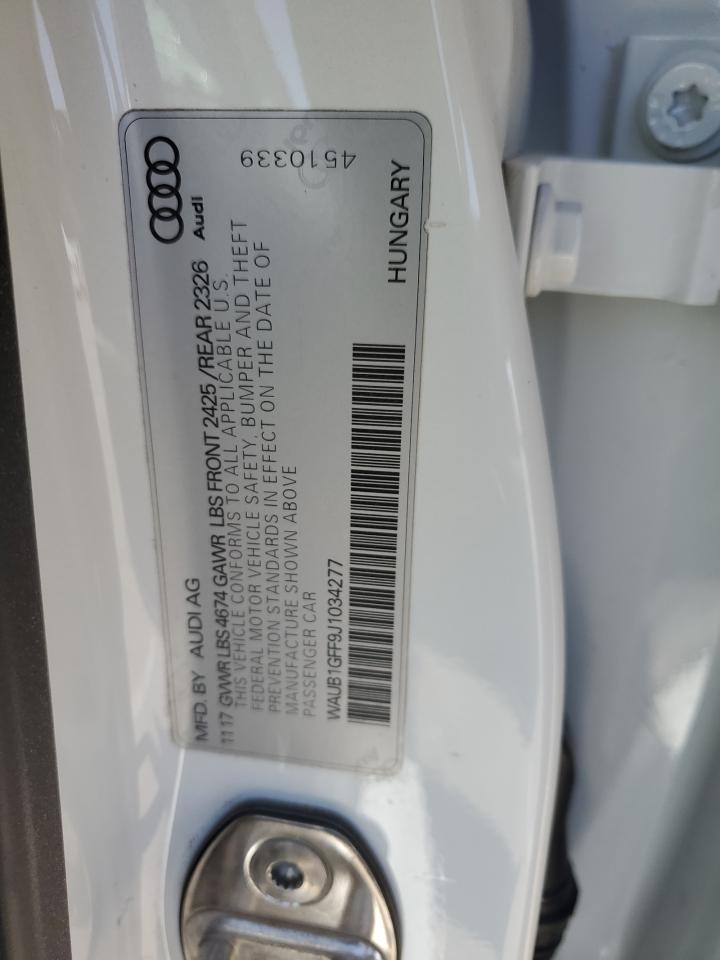 Audi
MFD. BY AUDI AG
11 17 GVWR LBS 4674 GAWR LBS FRONT 2425 /REAR 2326
THIS VEHICLE CONFORMS TO ALL APPLICABLE U.S.
FEDERAL MOTOR VEHICLE SAFETY, BUMPER AND THEFT
PREVENTION STANDARDS IN EFFECT ON THE DATE OF
MANUFACTURE SHOWN ABOVE
PASSENGER CAR
WAUB1GFF9J1034277
HUNGARY
4510339